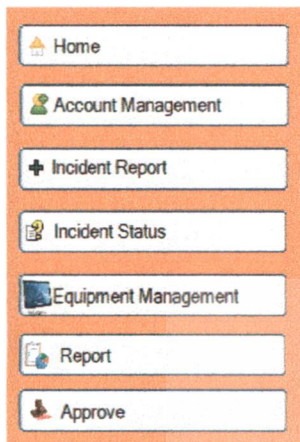 Home
Account Management
Incident Report
Incident Status
Equipment Management
Report
Approve